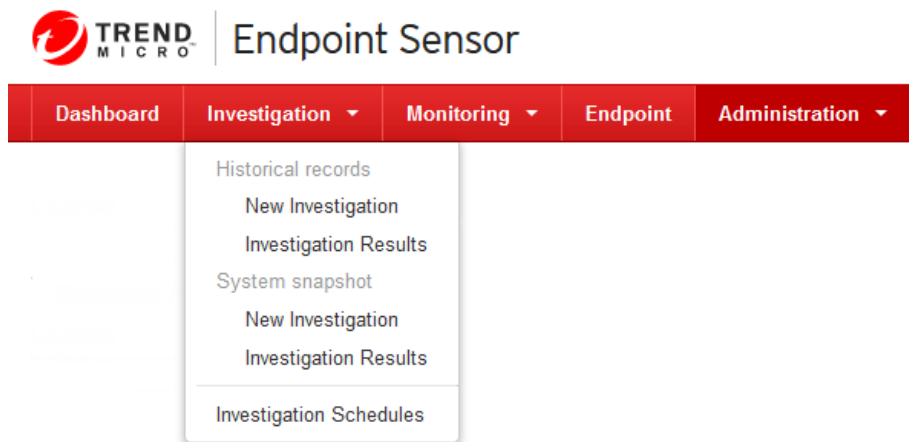 TREND
MICRO
Endpoint Sensor
Dashboard Investigation Monitoring Endpoint Administration
Historical records
New Investigation
Investigation Results
System snapshot
New Investigation
Investigation Results
Investigation Schedules